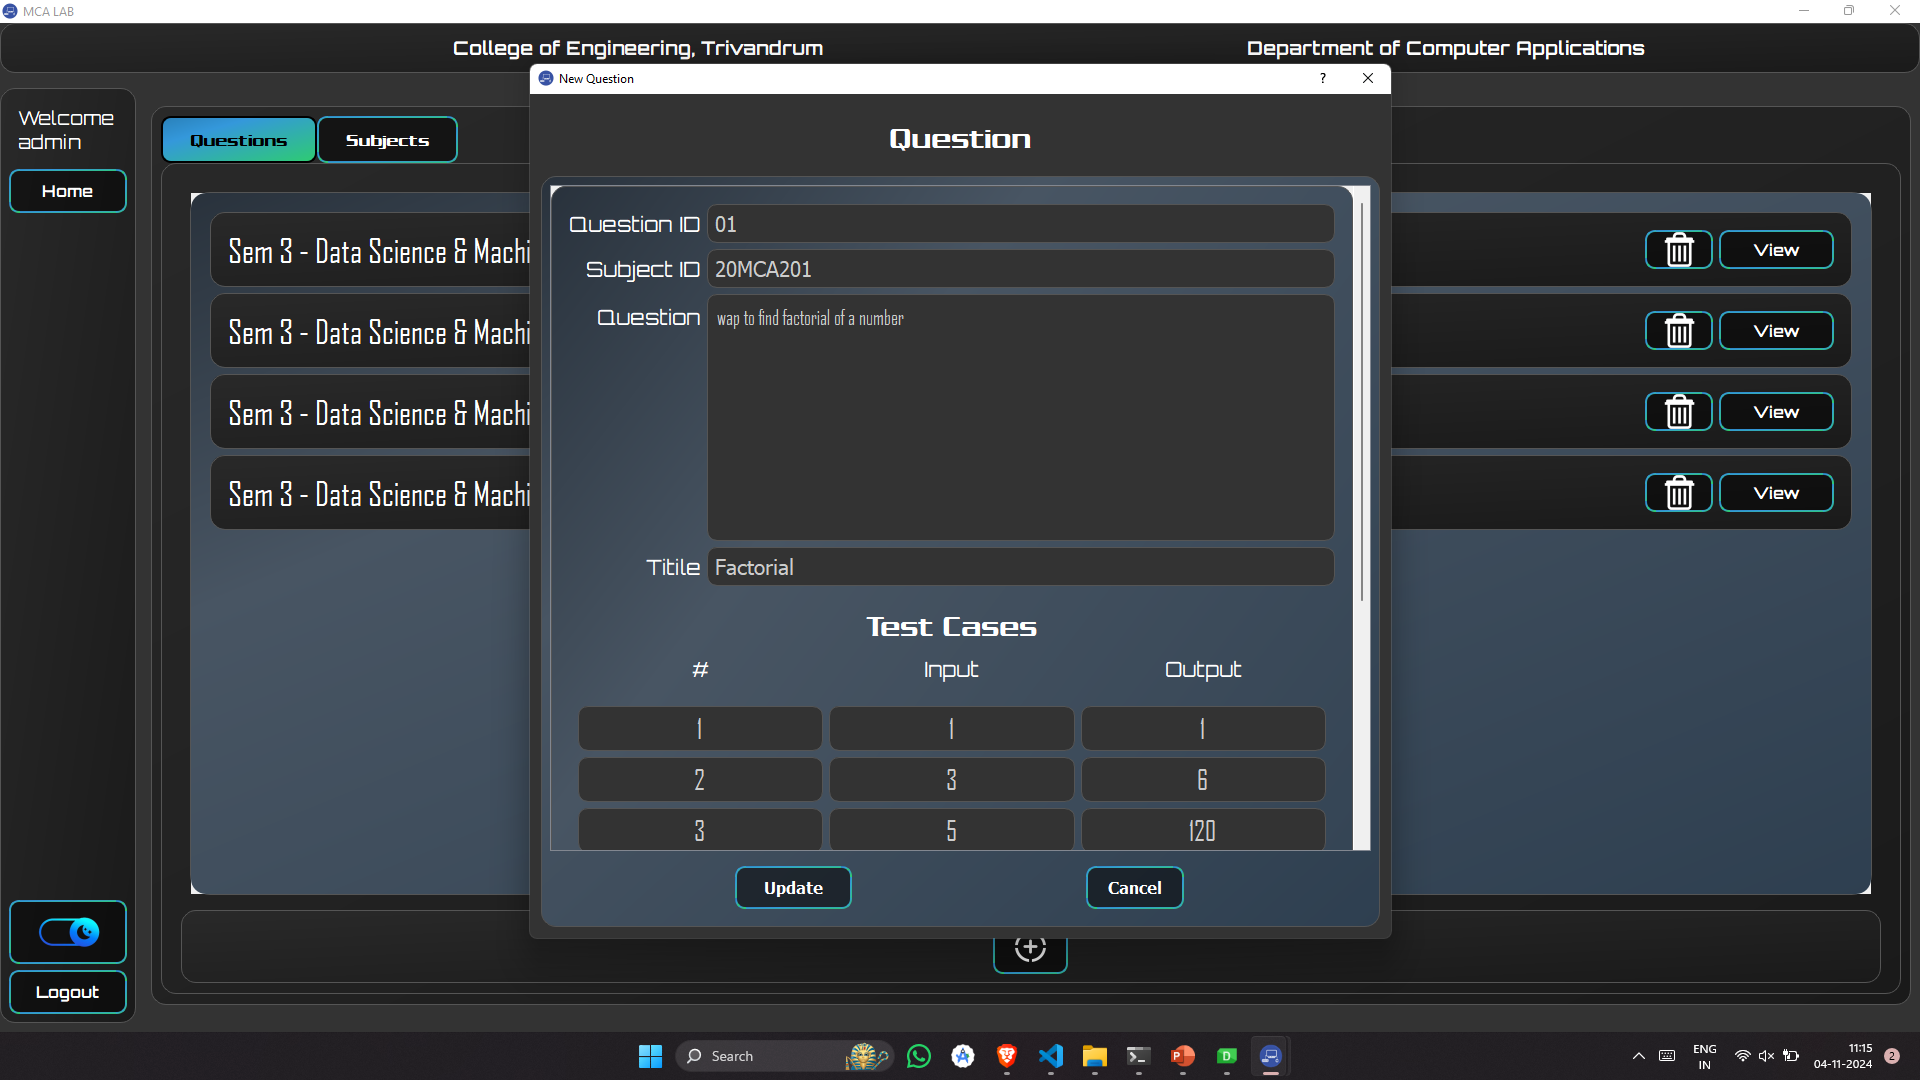 MCA LAB
College of Engineering, Trivandrum
Department of Computer Applications
New Question
?
Welcome
admin
Home
Questions
Subjects
Question
Question ID
01
Subject ID
20MCA201
Question
wap to find factorial of a number
Titile
Factorial
Test Cases
#
Input
Output
1
1
1
2
3
6
3
5
120
Update
Cancel
Sem 3 - Data Science & Machi
View
Sem 3 - Data Science & Machi
View
Sem 3 - Data Science & Machi
View
Sem 3 - Data Science & Machi
View
Logout
Search
ENG
IN
11:15
04-11-2024
2